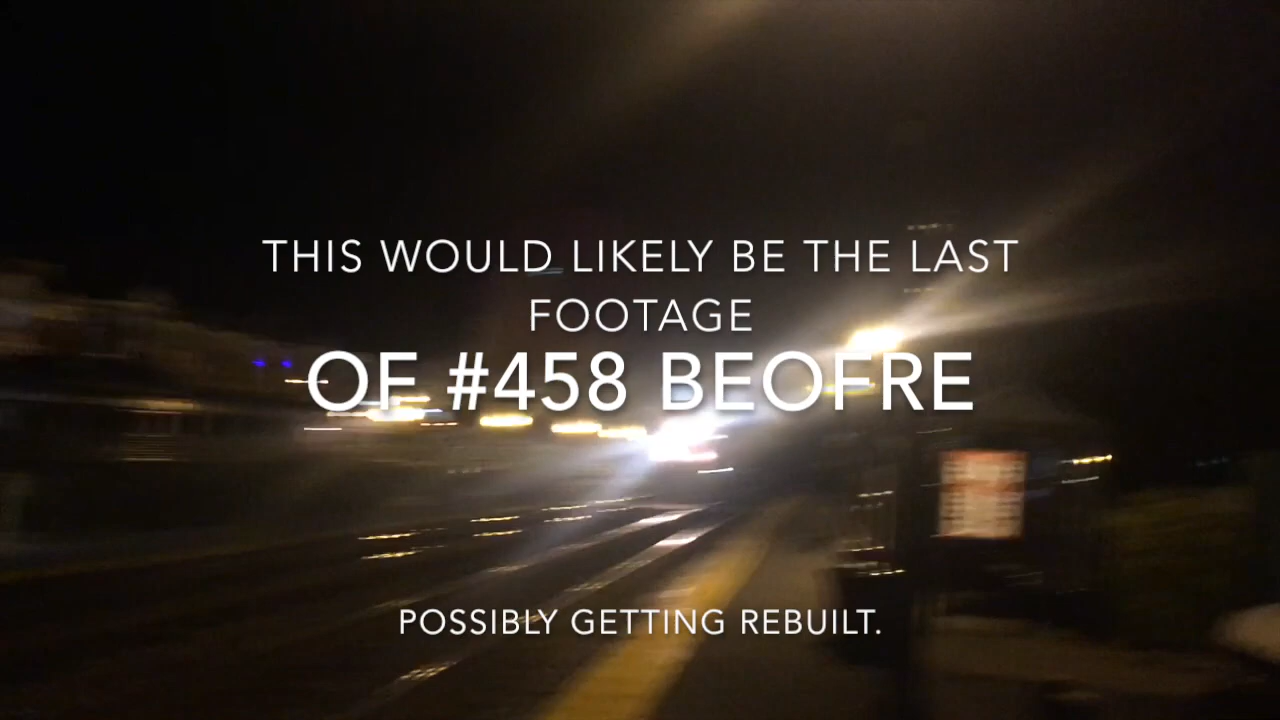 THIS WOULD LIKELY BE THE LAST
FOOTAGE
OF #458 BEOFRE
POSSIBLY GETTING REBUILT.